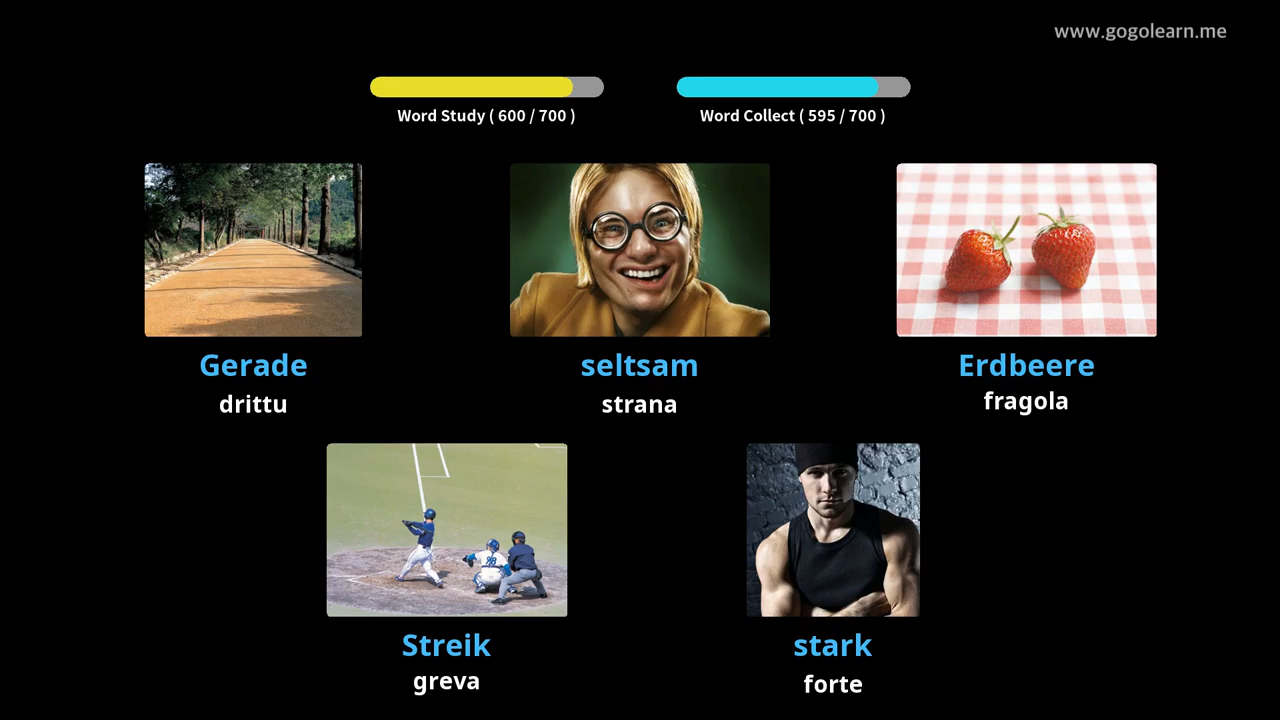 www.gogolearn.me
Word Study ( 600 / 700 )
Word Collect ( 595 / 700 )
Gerade
drittu
seltsam
strana
Erdbeere
fragola
Streik
greva
stark
forte